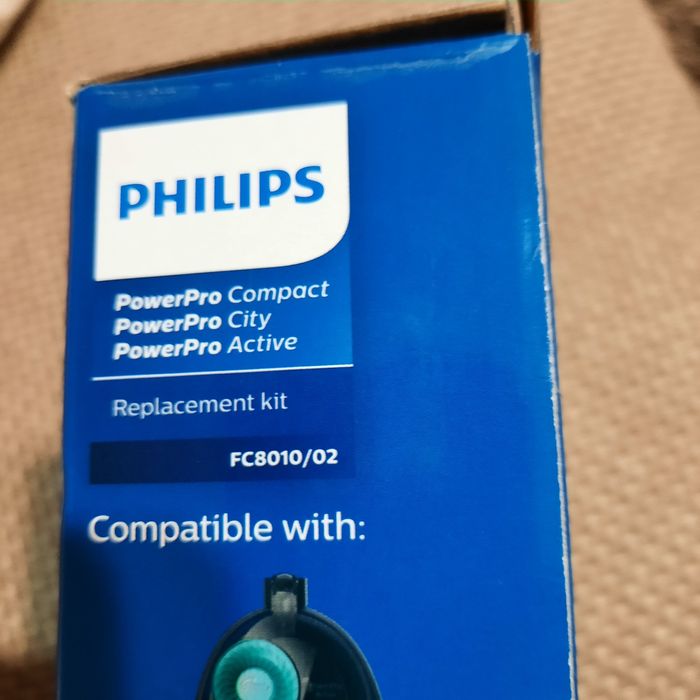 PHILIPS
PowerPro Compact
PowerPro City
PowerPro Active
Replacement kit
FC8010/02
Compatible with: